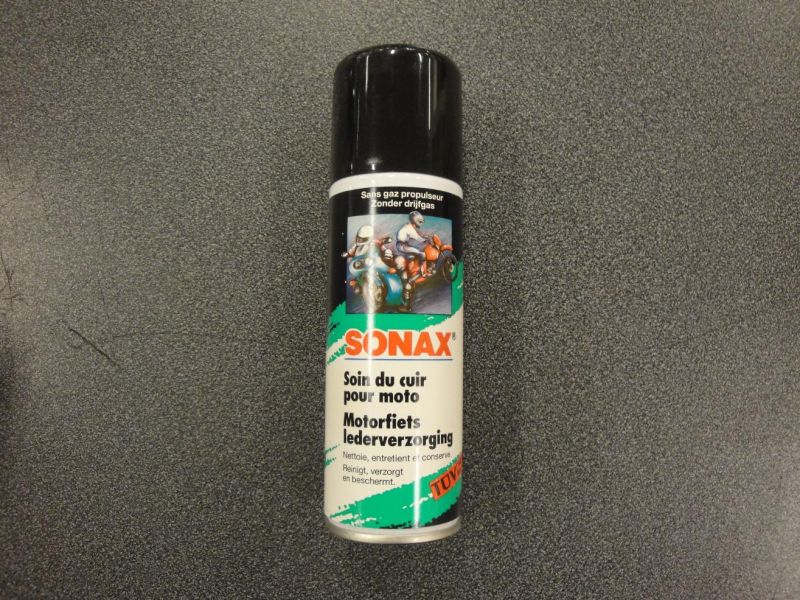 Sans gaz propulseur
Zonder drijfgas
SONAX®
Soin du cuir
pour moto
Motorfiets
lederverzorging
Nettoie, entretient et conserve.
Reinigt, verzorgt
en beschermt.
TÜV